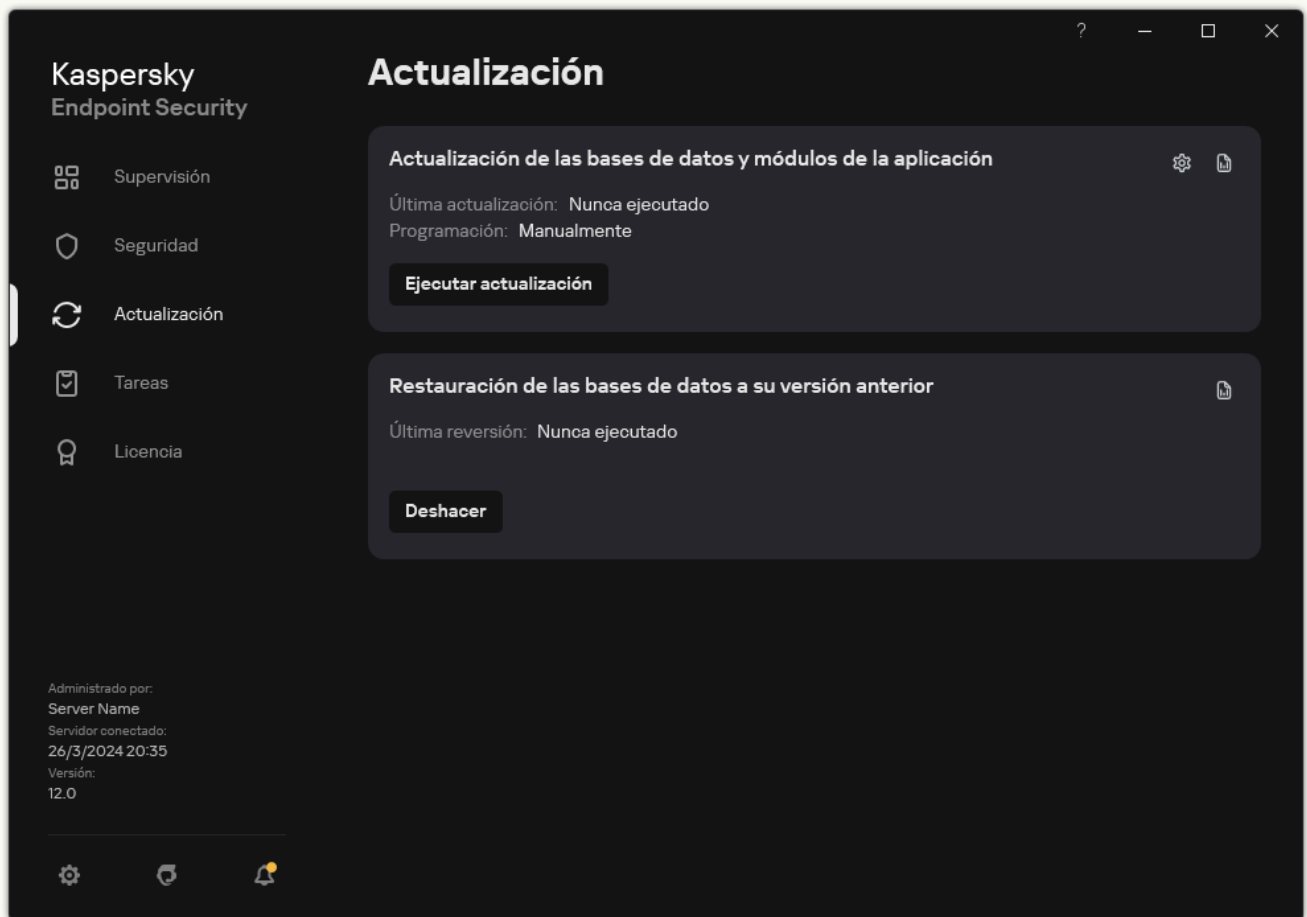 ?
Kaspersky
Endpoint Security
Supervisión
Seguridad
Actualización
Tareas
Licencia
Administrado por:
Server Name
Servidor conectado:
26/3/2024 20:35
Versión:
12.0
Actualización
Actualización de las bases de datos y módulos de la aplicación
Última actualización: Nunca ejecutado
Programación: Manualmente
Ejecutar actualización
Restauración de las bases de datos a su versión anterior
Última reversión: Nunca ejecutado
Deshacer